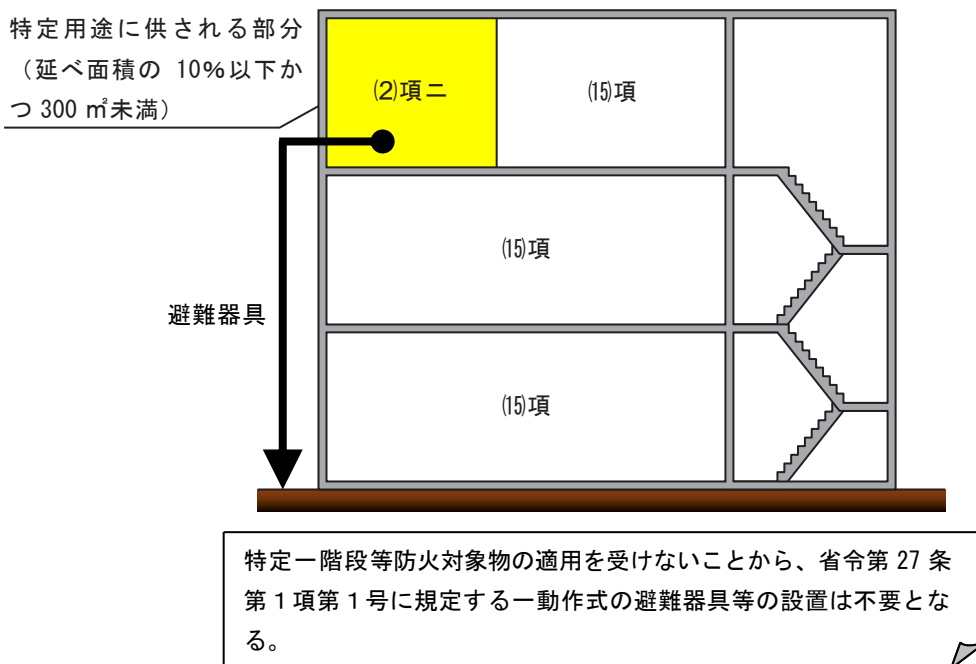 特定用途に供される部分
（延べ面積の 10%以下か
つ 300 ㎡未満）
⑵項ニ
⒂項
⒂項
避難器具
⒂項
特定一階段等防火対象物の適用を受けないことから、省令第 27 条
第１項第１号に規定する一動作式の避難器具等の設置は不要とな
る。